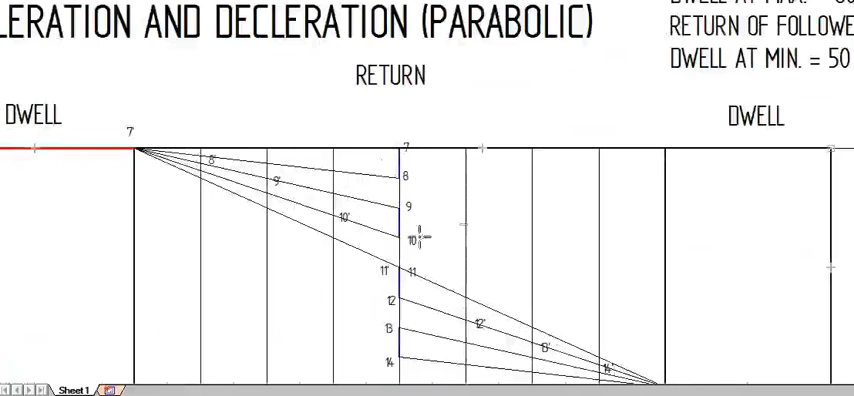 LERATION AND DECLERATION (PARABOLIC)
RETURN OF FOLLOWE
DWELL AT MIN. = 50
RETURN
DWELL
DWELL
7'
7
8'
8
9'
9
10'
10
11'
11
12
12'
13
13'
14
14'
Sheet 1